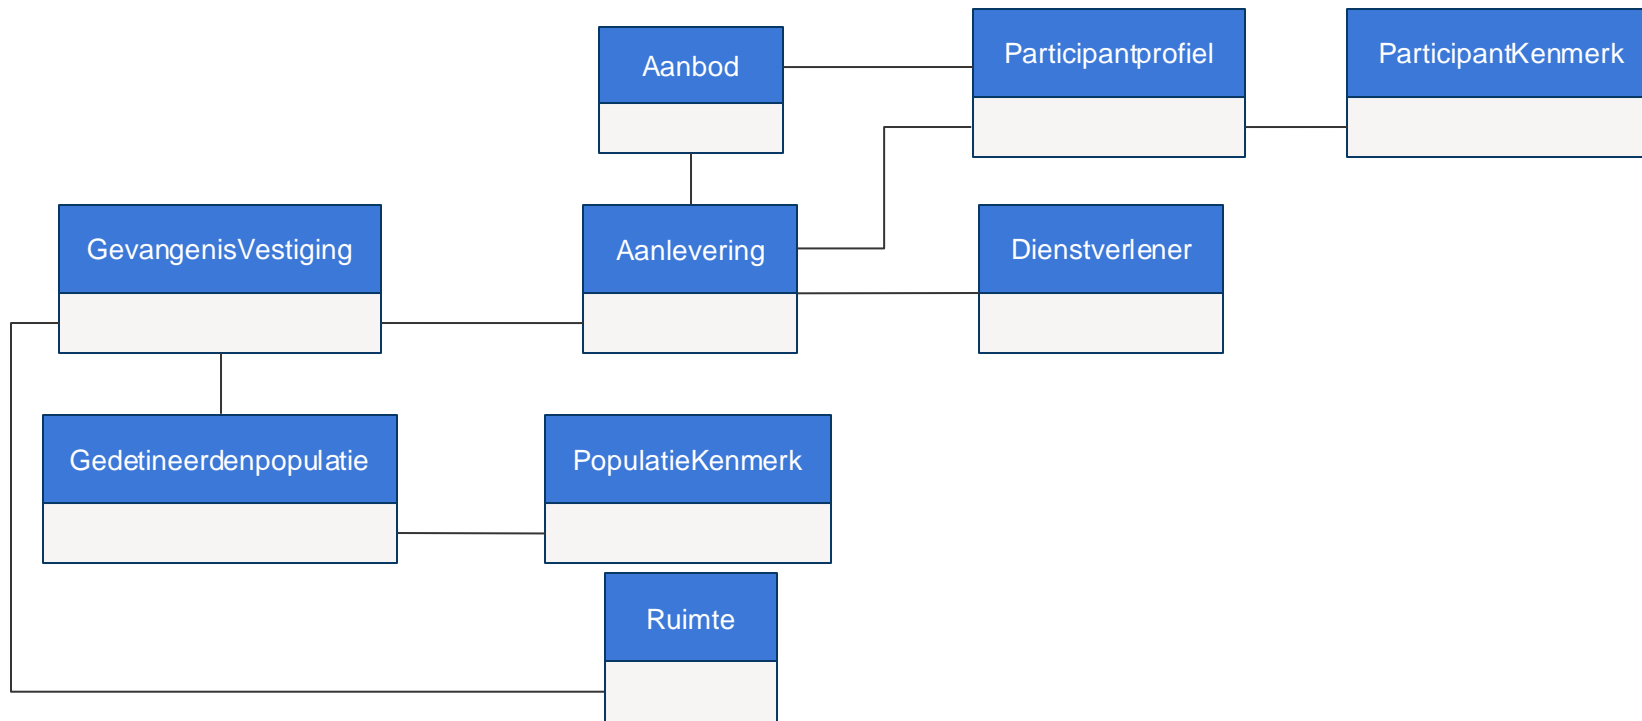 Aanbod
Participantprofiel
ParticipantKenmerk
GevangenisVestiging
Aanlevering
Dienstverlener
Gedetineerdenpopulatie
PopulatieKenmerk
Ruimte